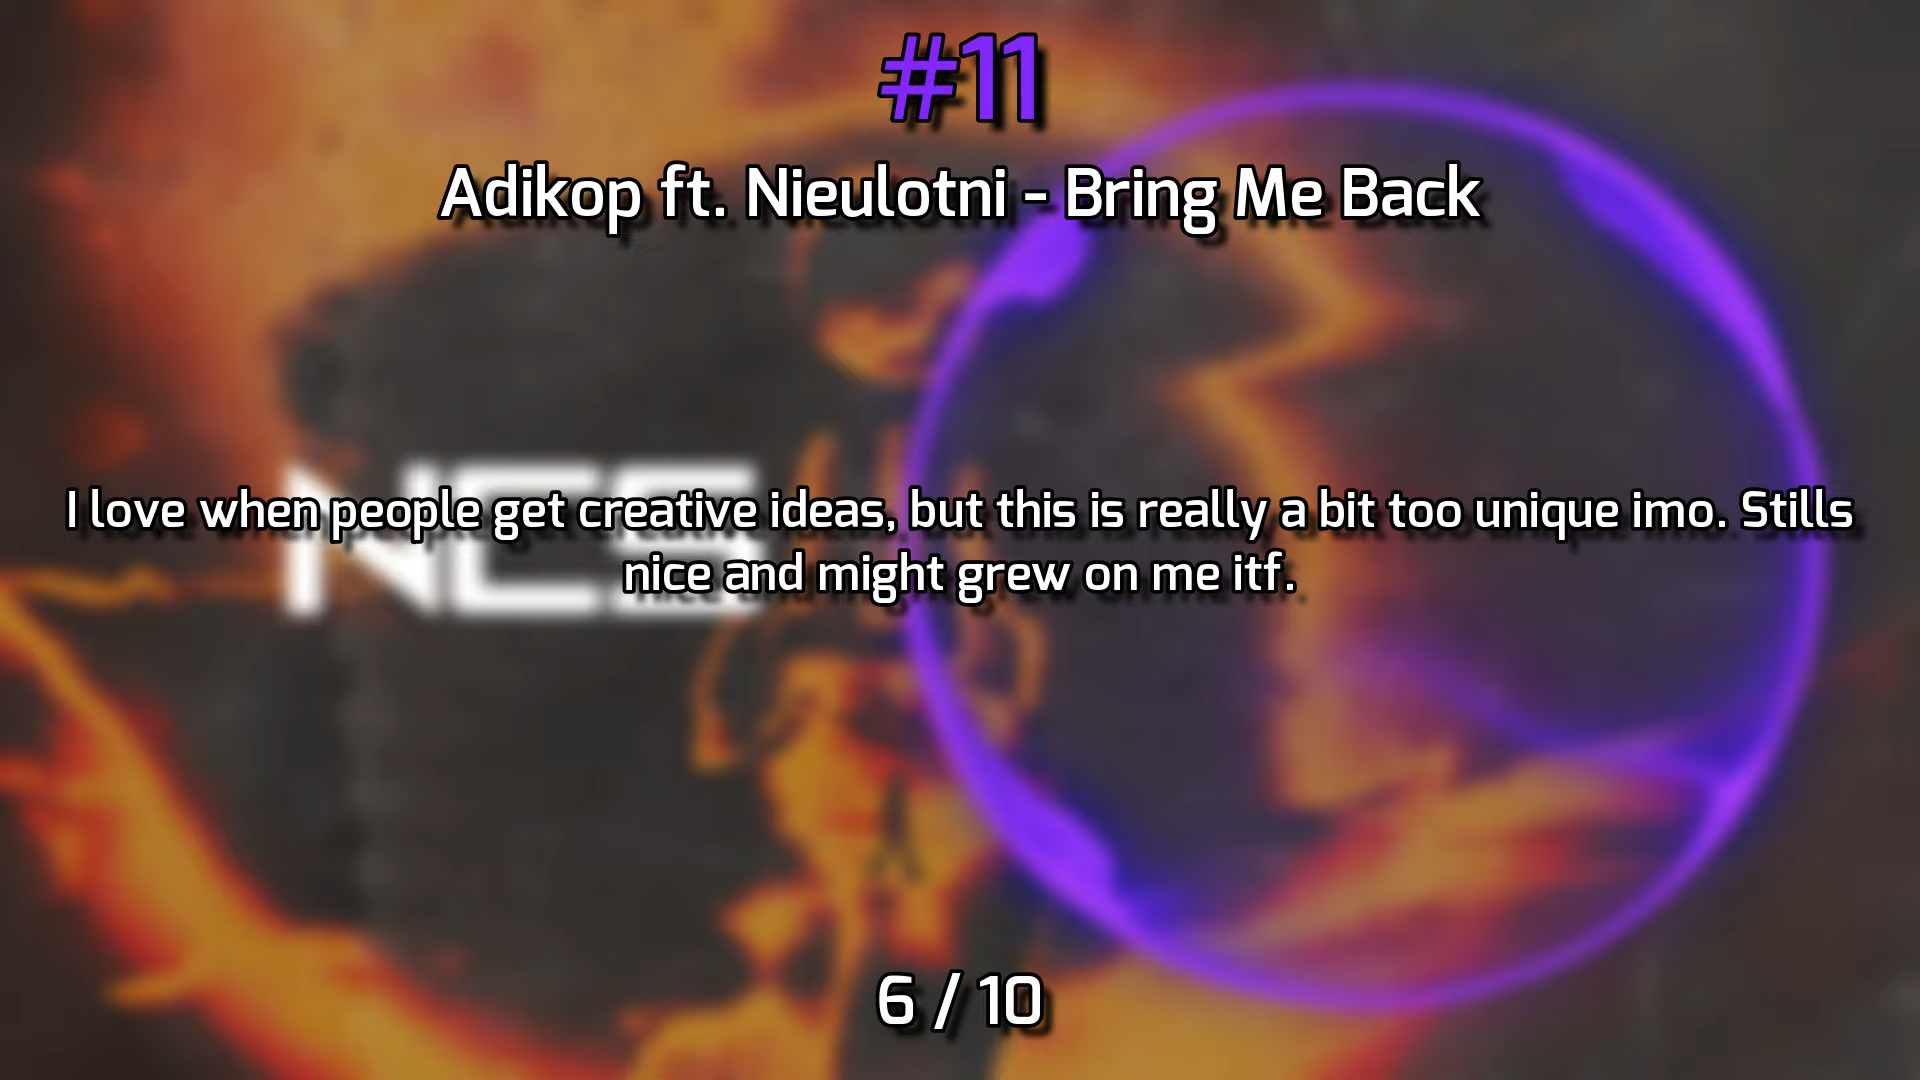 #11
Adikop ft. Nieulotni - Bring Me Back
NCS
I love when people get creative ideas, but this is really a bit too unique imo. Stills
nice and might grew on me itf.
6 / 10